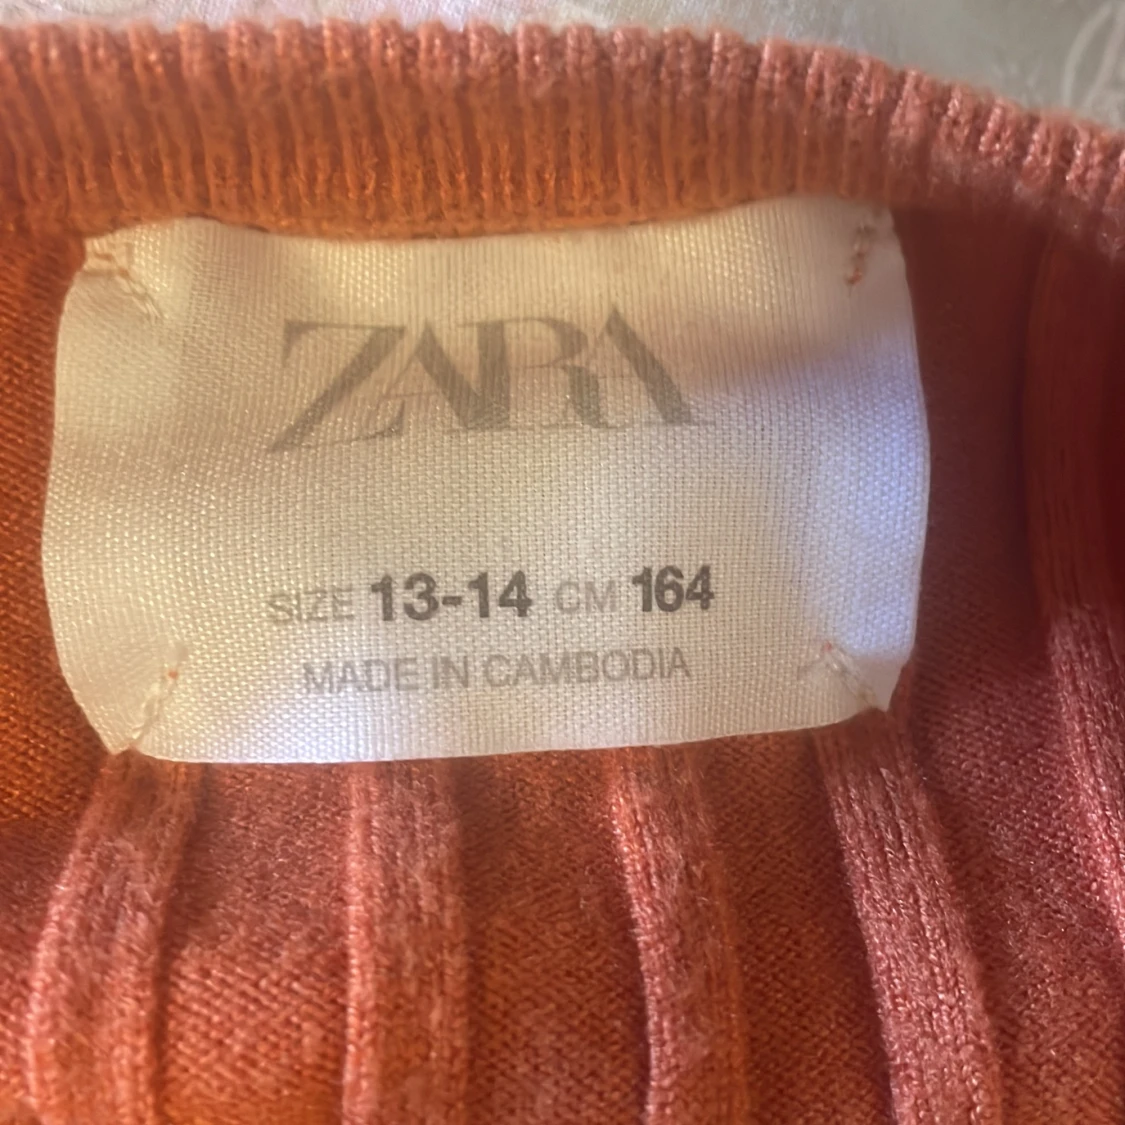 ZARA
SIZE 13-14 CM 164
MADE IN CAMBODIA